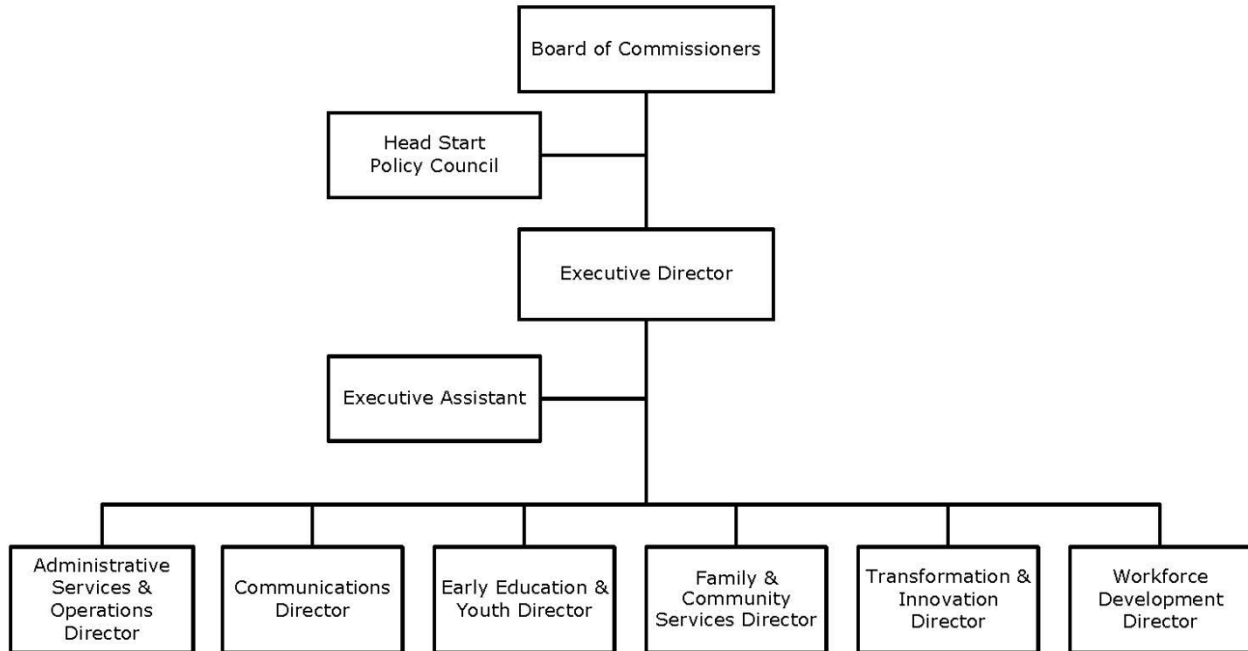 Board of Commissioners
Head Start
Policy Council
Executive Director
Executive Assistant
Administrative
Services &
Operations
Director
Communications
Director
Early Education &
Youth Director
Family &
Community
Services Director
Transformation &
Innovation
Director
Workforce
Development
Director